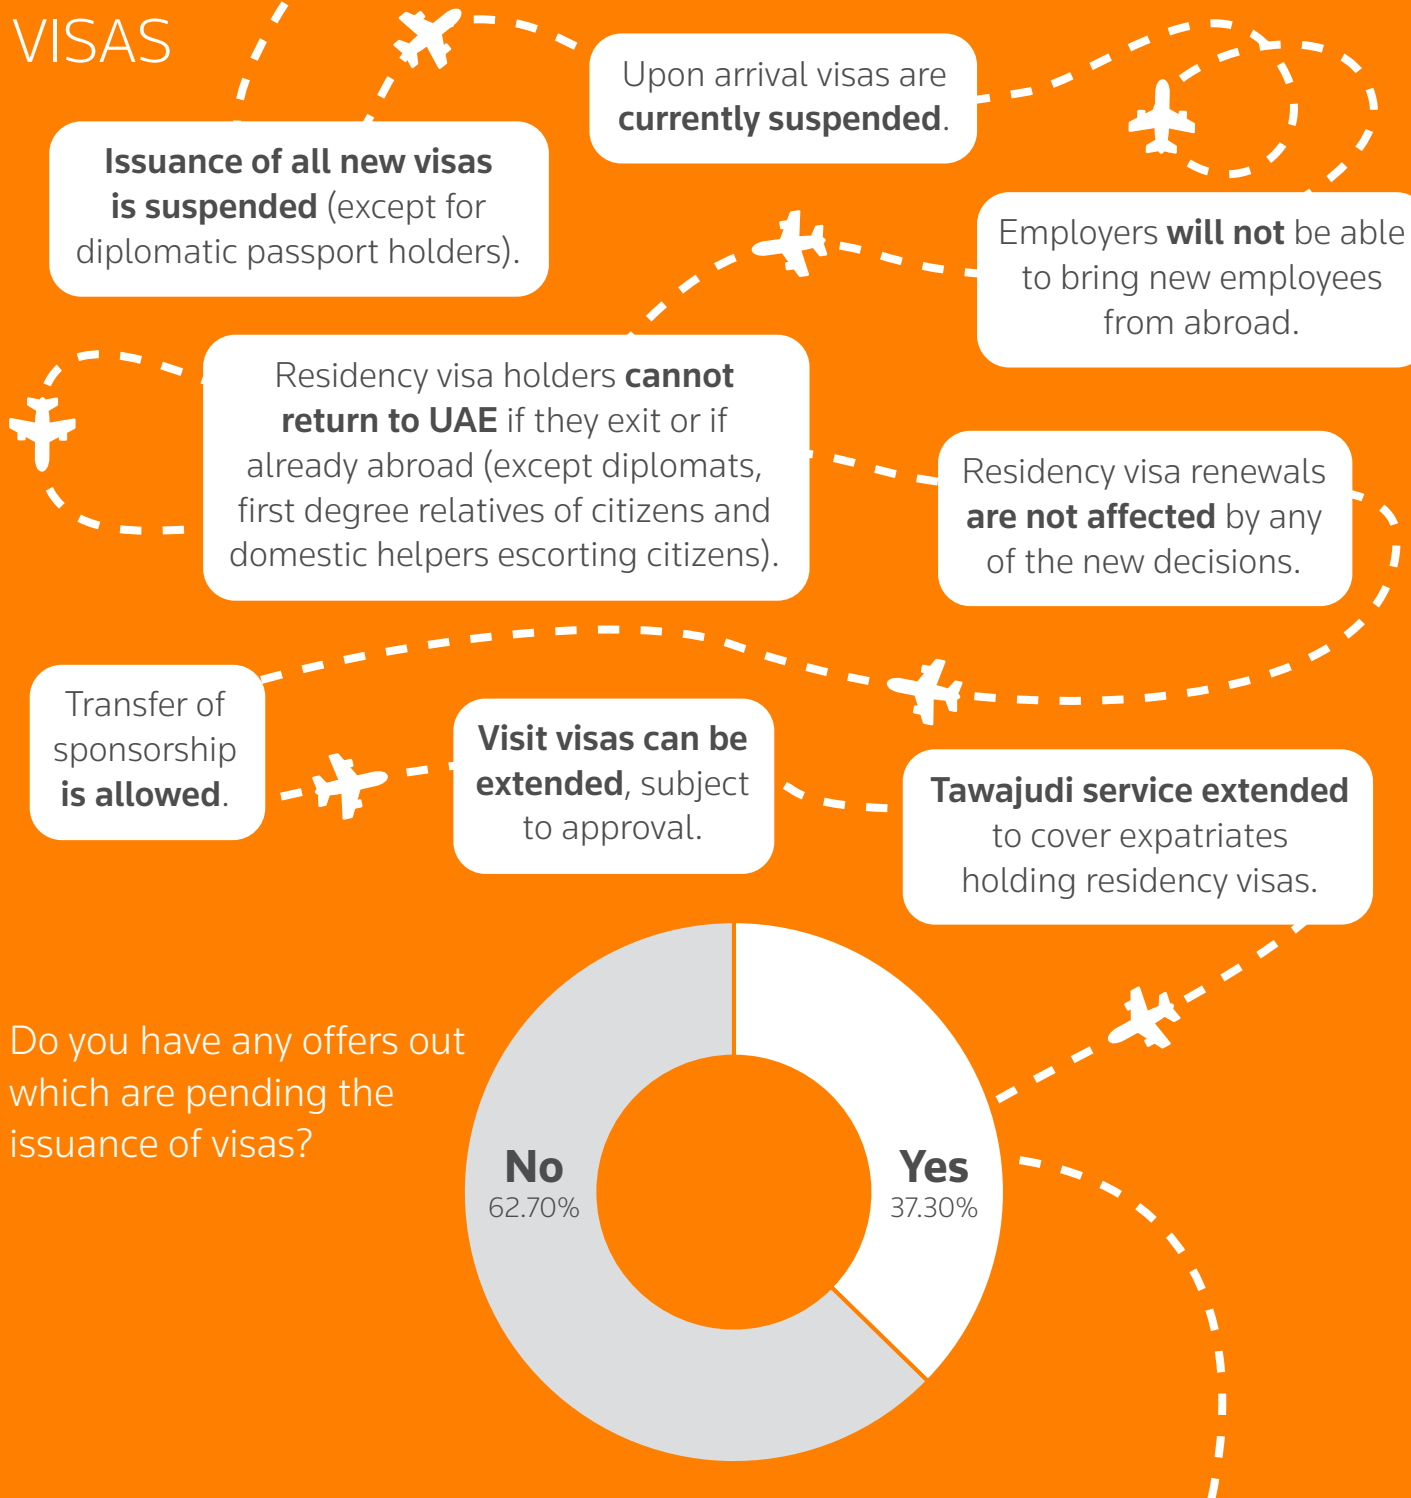 VISAS
Upon arrival visas are
currently suspended.
Issuance of all new visas
is suspended (except for
diplomatic passport holders).
Employers will not be able
to bring new employees
from abroad.
Residency visa holders cannot
return to UAE if they exit or if
already abroad (except diplomats,
first degree relatives of citizens and
domestic helpers escorting citizens).
Residency visa renewals
are not affected by any
of the new decisions.
Transfer of
sponsorship
is allowed.
Visit visas can be
extended, subject
to approval.
Tawajudi service extended
to cover expatriates
holding residency visas.
Do you have any offers out
which are pending the
issuance of visas?
No
62.70%
Yes
37.30%